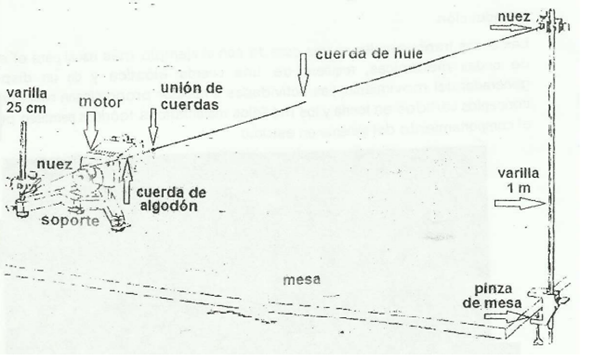 nuez
cuerda de hule
unión de
cuerdas
varilla
25 cm
motor
nuez
cuerda de
algodón
soporte
varilla
1 m
mesa
pinza
de mesa